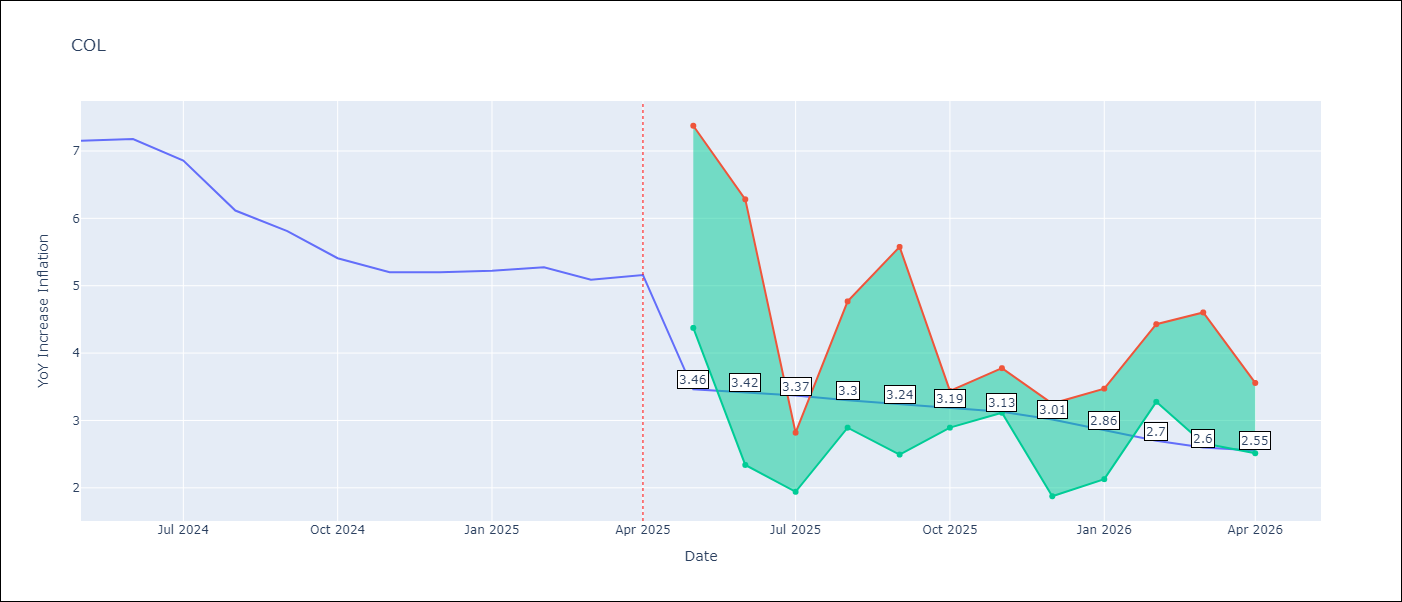 COL
YoY Increase Inflation
7
6
5
4
3
2
3.46
3.42
3.37
3.3
3.24
3.19
3.13
3.01
2.86
2.7
2.6
2.55
Jul 2024
Oct 2024
Jan 2025
Apr 2025
Jul 2025
Oct 2025
Jan 2026
Apr 2026
Date